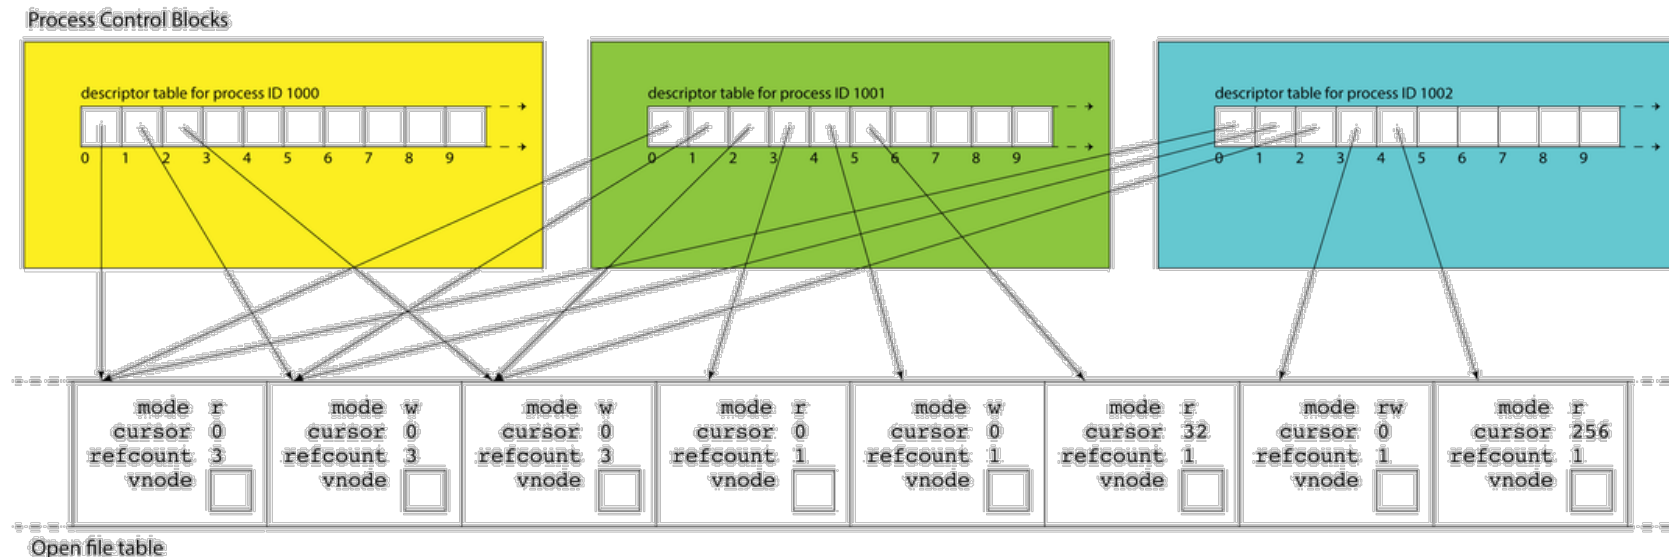 Process Control Blocks
descriptor table for process ID 1000
0 1 2 3 4 5 6 7 8 9
descriptor table for process ID 1001
0 1 2 3 4 5 6 7 8 9
descriptor table for process ID 1002
0 1 2 3 4 5 6 7 8 9
mode r
cursor 0
refcount 3
vnode
mode w
cursor 0
refcount 3
vnode
mode w
cursor 0
refcount 3
vnode
mode r
cursor 0
refcount 1
vnode
mode w
cursor 0
refcount 1
vnode
mode r
cursor 32
refcount 1
vnode
mode rw
cursor 0
refcount 1
vnode
mode r
cursor 256
refcount 1
vnode
Open file table